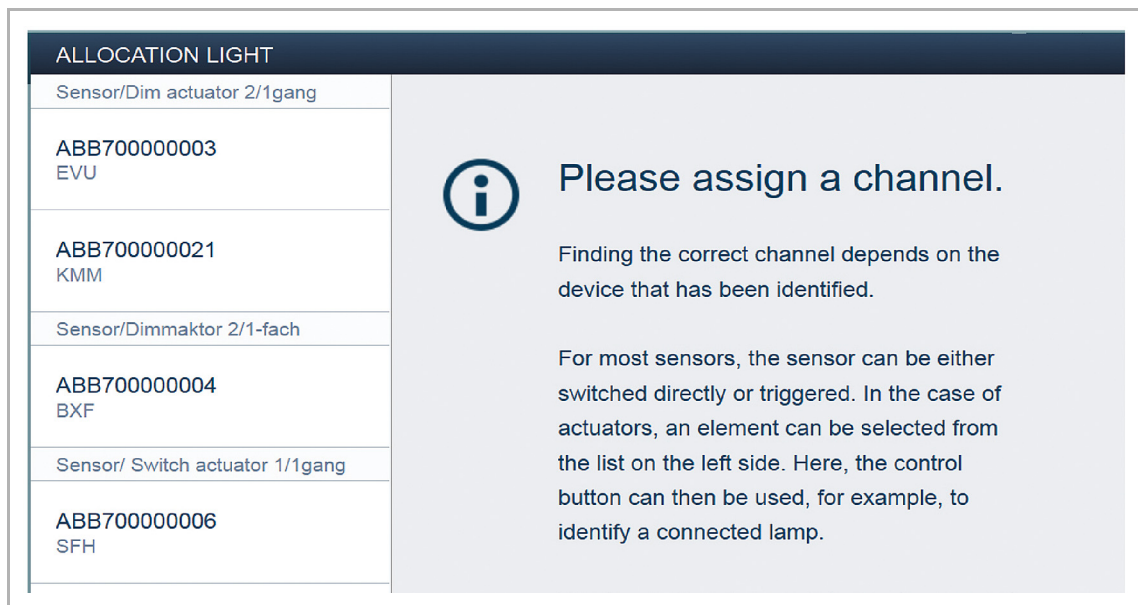 ALLOCATION LIGHT
Sensor/Dim actuator 2/1gang
ABB700000003
EVU
ABB700000021
KMM
Sensor/Dimmaktor 2/1-fach
ABB700000004
BXF
Sensor/ Switch actuator 1/1gang
ABB700000006
SFH
Please assign a channel.
Finding the correct channel depends on the
device that has been identified.
For most sensors, the sensor can be either
switched directly or triggered. In the case of
actuators, an element can be selected from
the list on the left side. Here, the control
button can then be used, for example, to
identify a connected lamp.